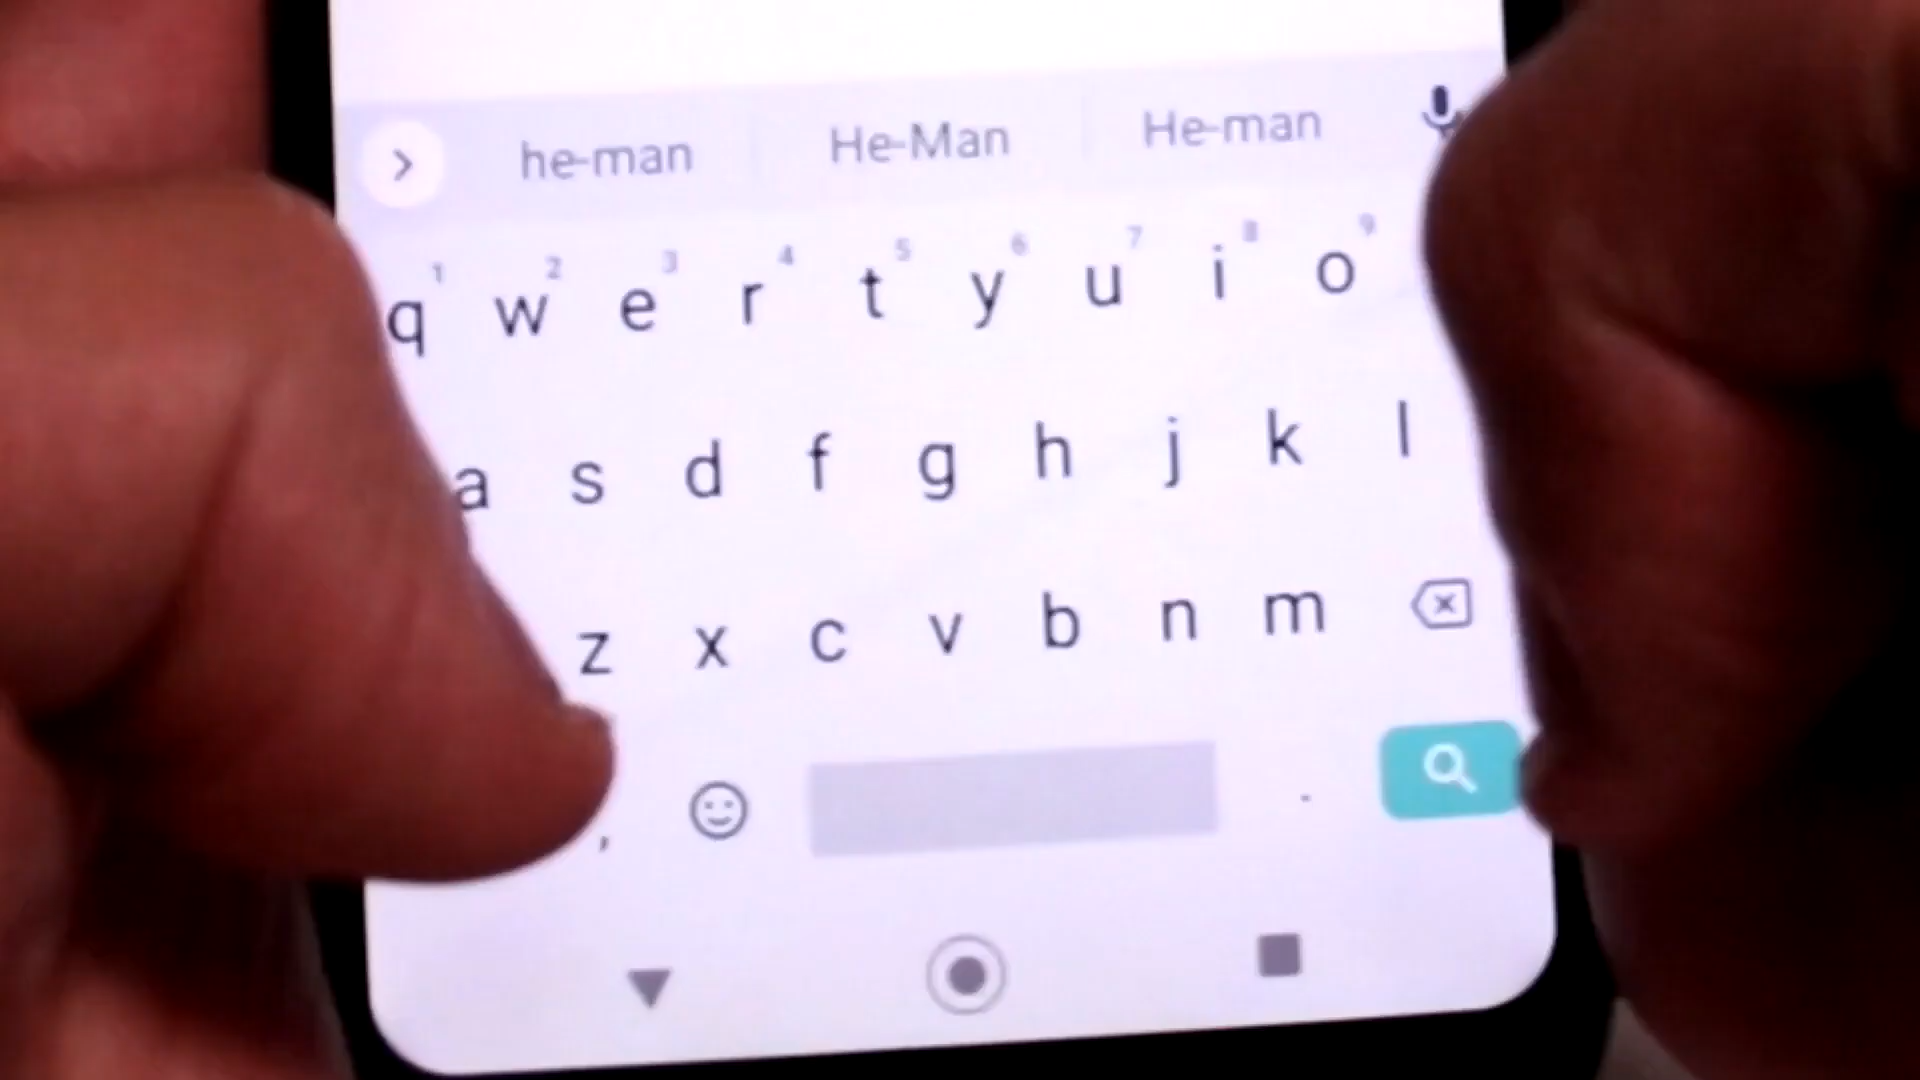 he-man He-Man He-man
1 2 3 4 5 6 7 8 9
q w e r t y u i o
a s d f g h j k l
z x c v b n m
, .